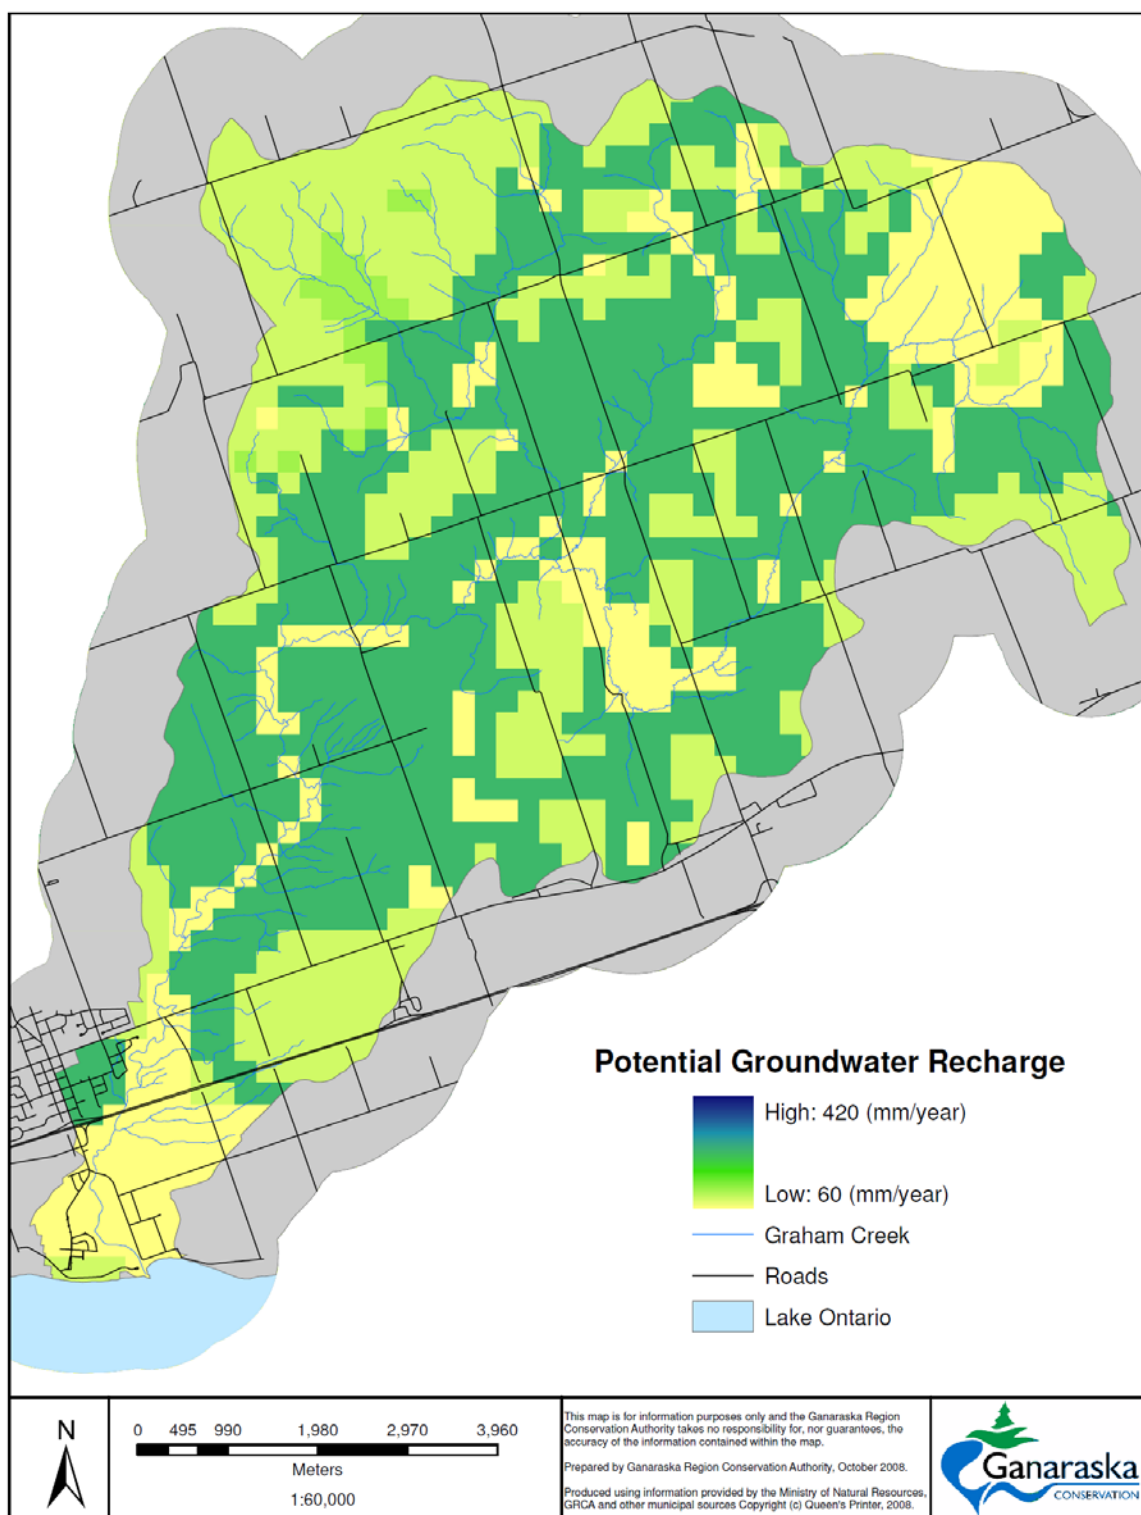 Potential Groundwater Recharge
High: 420 (mm/year)
Low: 60 (mm/year)
Graham Creek
Roads
Lake Ontario
N
0 495 990 1,980 2,970 3,960
Meters
1:60,000
This map is for information purposes only and the Ganaraska Region
Conservation Authority takes no responsibility for, nor guarantees, the
accuracy of the information contained within the map.
Prepared by Ganaraska Region Conservation Authority, October 2008.
Produced using information provided by the Ministry of Natural Resources,
GRCA and other municipal sources Copyright (c) Queen's Printer, 2008.
Ganaraska
CONSERVATION